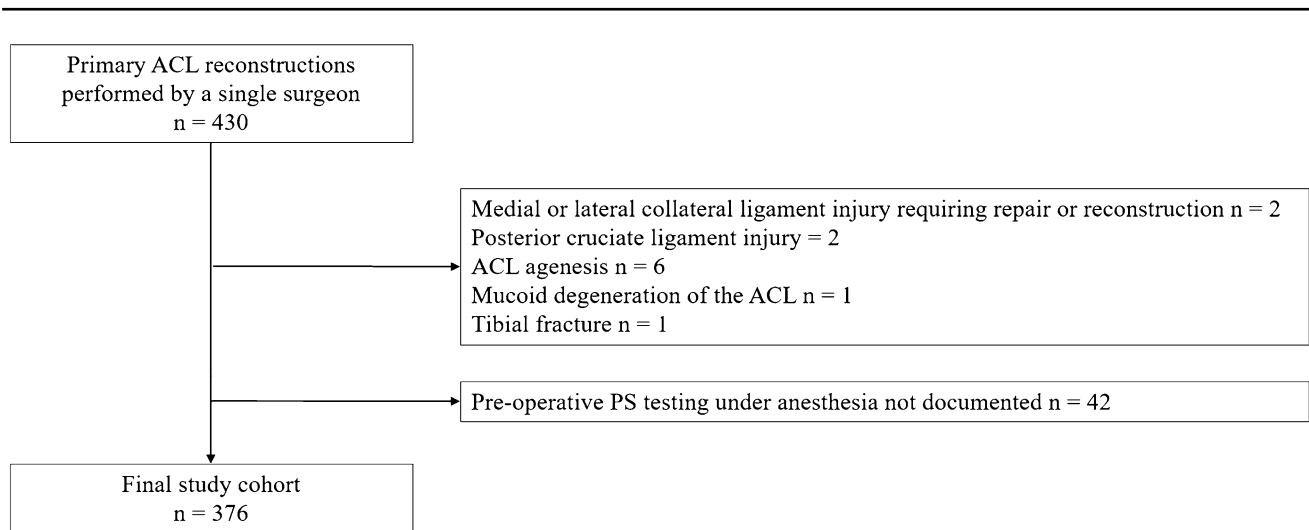 Primary ACL reconstructions
performed by a single surgeon
n = 430
Medial or lateral collateral ligament injury requiring repair or reconstruction n = 2
Posterior cruciate ligament injury = 2
ACL agenesis n = 6
Mucoid degeneration of the ACL n = 1
Tibial fracture n = 1
Pre-operative PS testing under anesthesia not documented n = 42
Final study cohort
n = 376